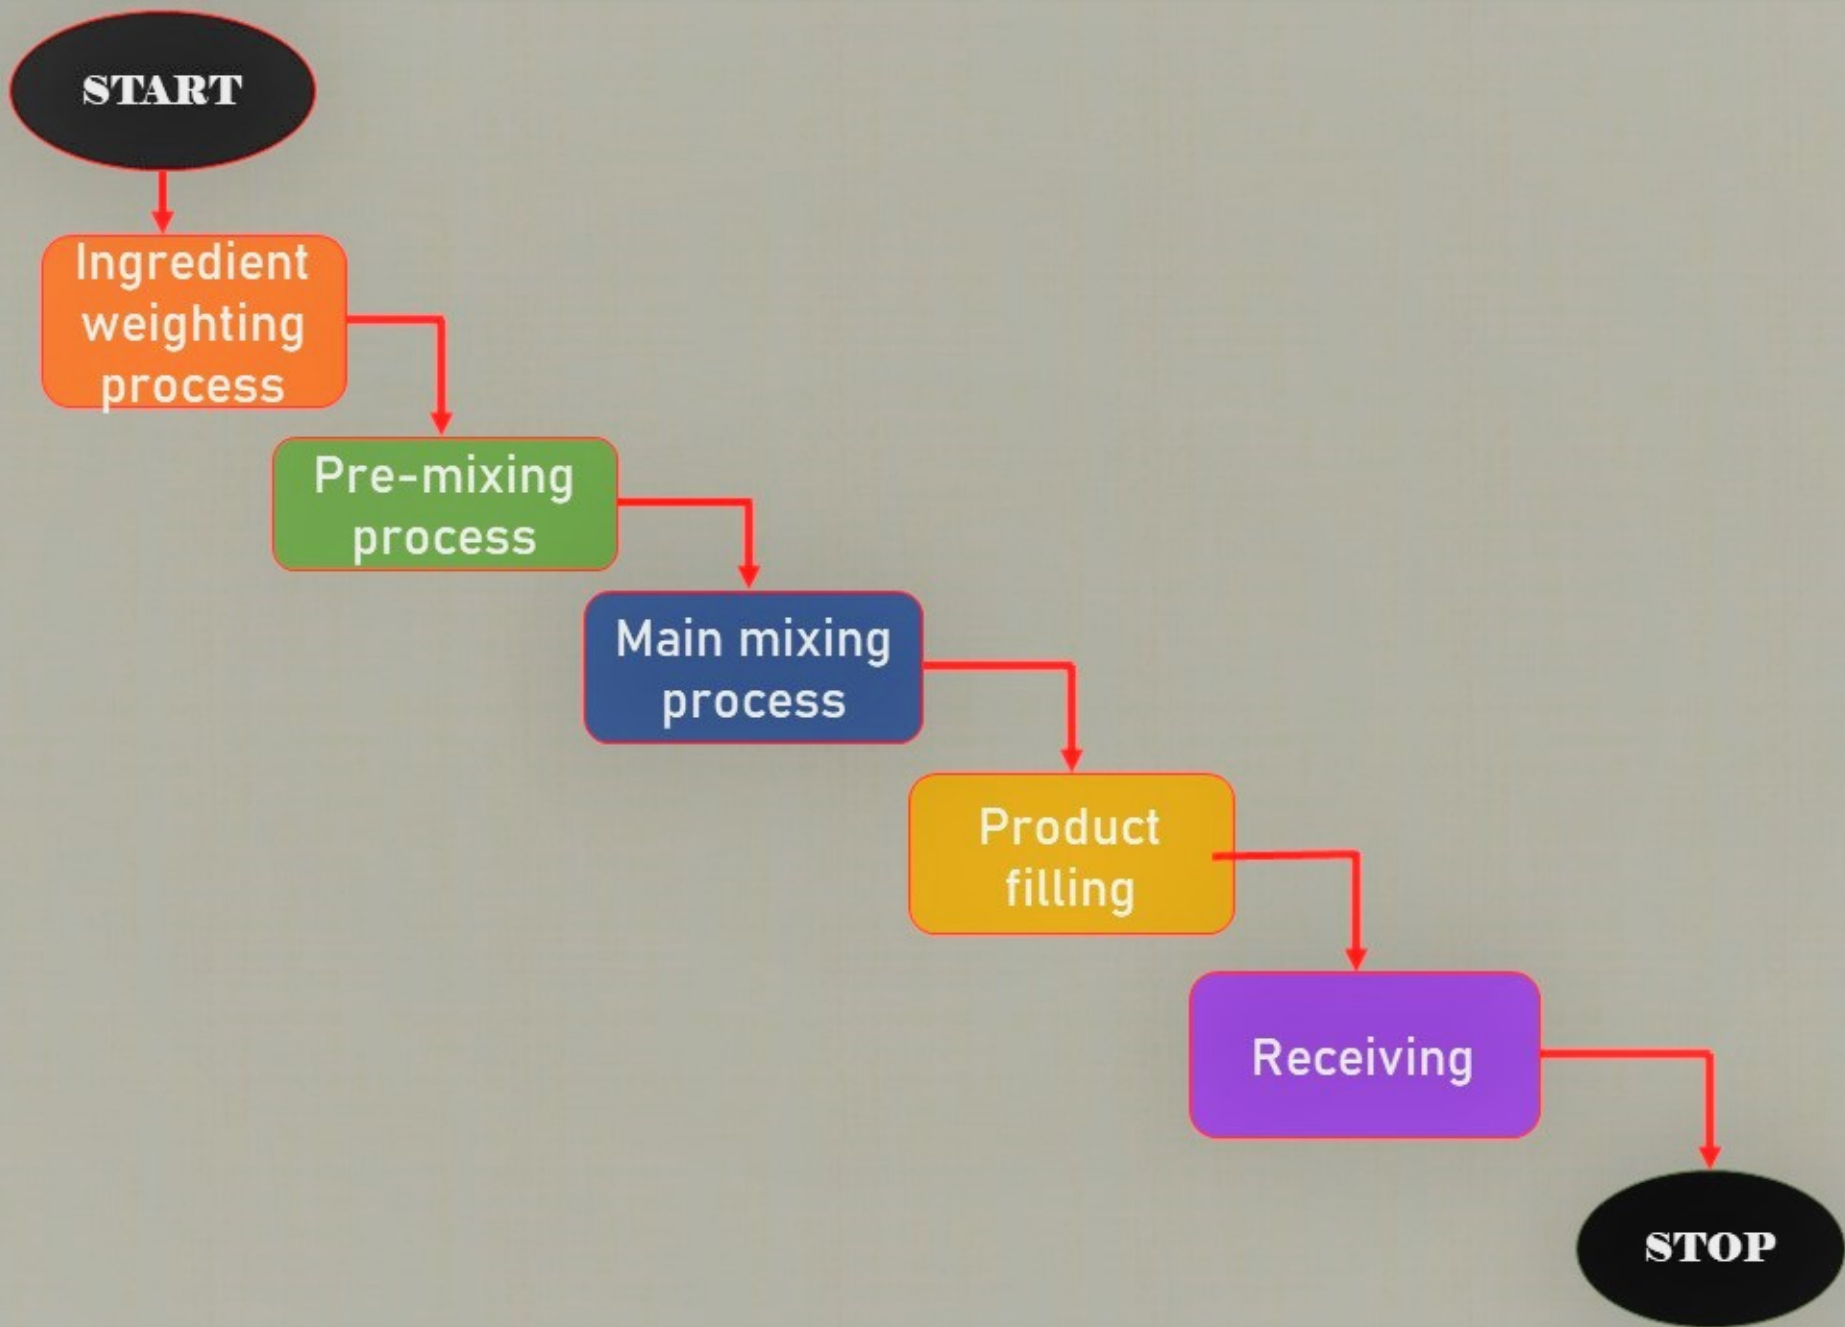 START
Ingredient
weighting
process
Pre-mixing
process
Main mixing
process
Product
filling
Receiving
STOP